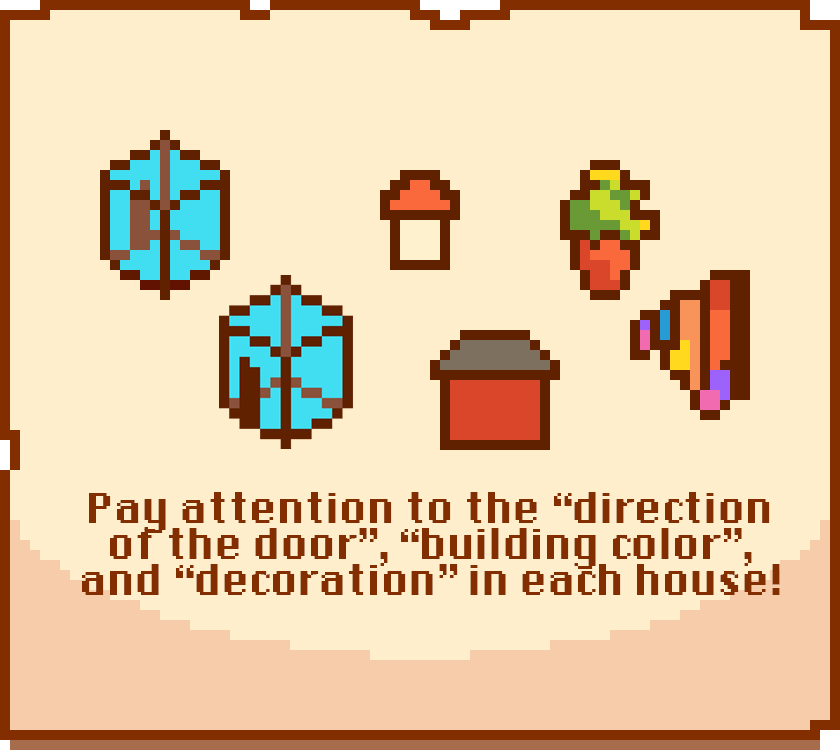 Pay attention to the “direction
of the door”, “building color”,
and “decoration” in each house!